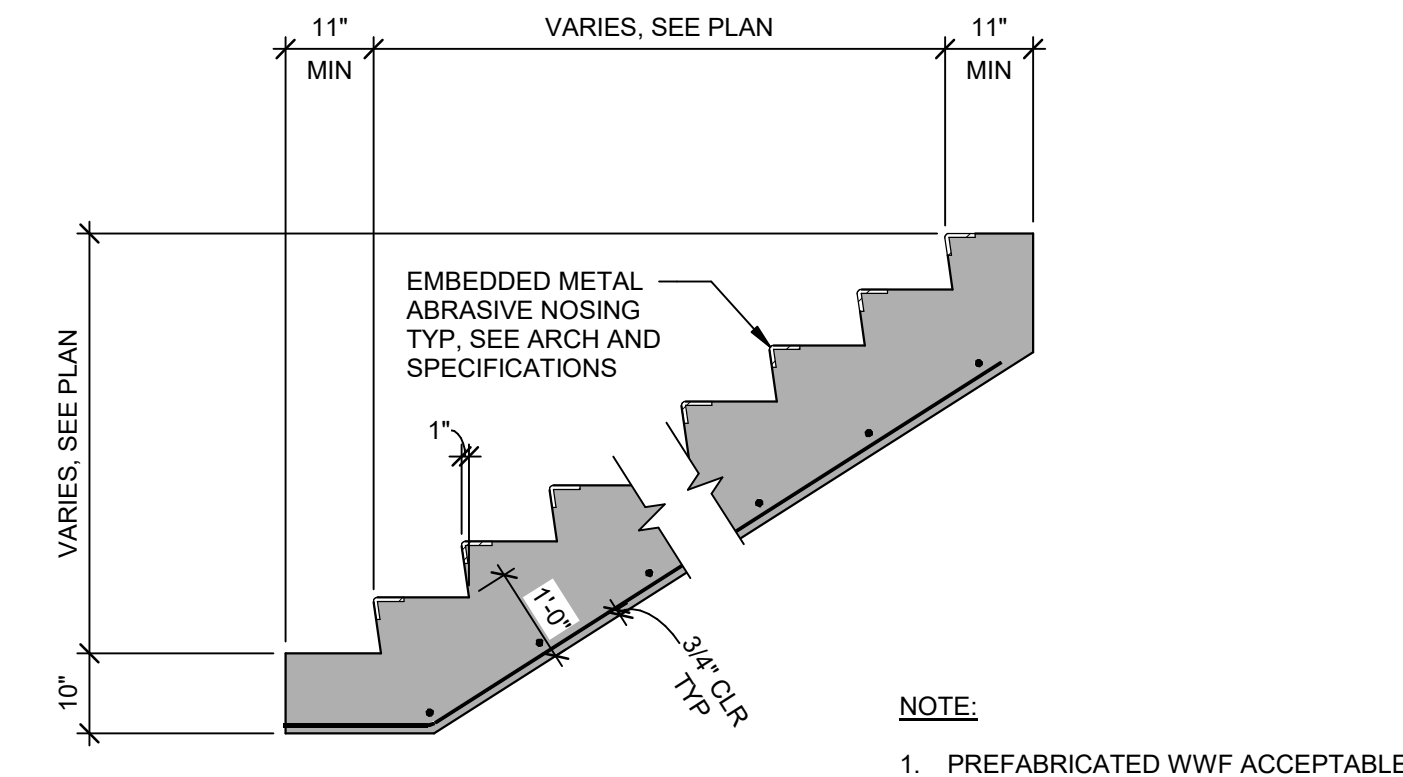 11"
VARIES, SEE PLAN
11"
MIN
MIN
EMBEDDED METAL
ABRASIVE NOSING
TYP, SEE ARCH AND
SPECIFICATIONS
VARIES, SEE PLAN
1"
1'-0"
3/4" CLR
TYP
10"
NOTE:
1. PREFABRICATED WWF ACCEPTABLE